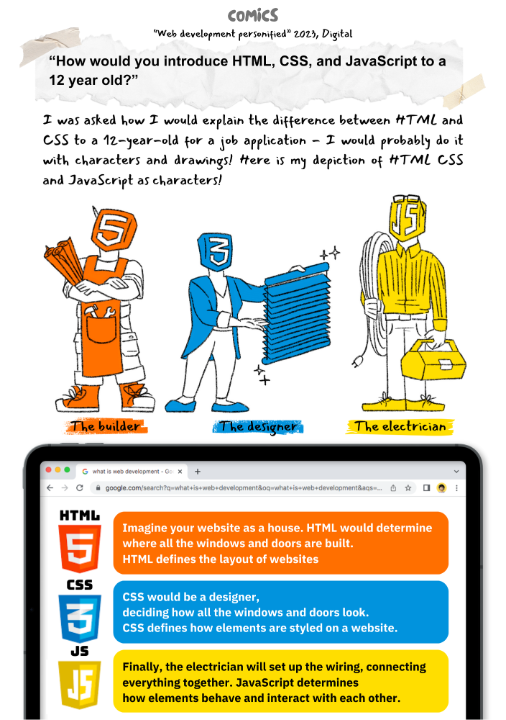 COMICS
"Web development personified" 2023, Digital
“How would you introduce HTML, CSS, and JavaScript to a
12 year old?”
I was asked how I would explain the difference between HTML and
CSS to a 12-year-old for a job application – I would probably do it
with characters and drawings! Here is my depiction of HTML CSS
and JavaScript as characters!
5
3
JS
The builder
The designer
The electrician
what is web development - Go
google.com/search?q=what+is+web+development&oq=what+is+web+development&aqs=...
HTML
5
Imagine your website as a house. HTML would determine
where all the windows and doors are built.
HTML defines the layout of websites
CSS
3
CSS would be a designer,
deciding how all the windows and doors look.
CSS defines how elements are styled on a website.
JS
JS
Finally, the electrician will set up the wiring, connecting
everything together. JavaScript determines
how elements behave and interact with each other.